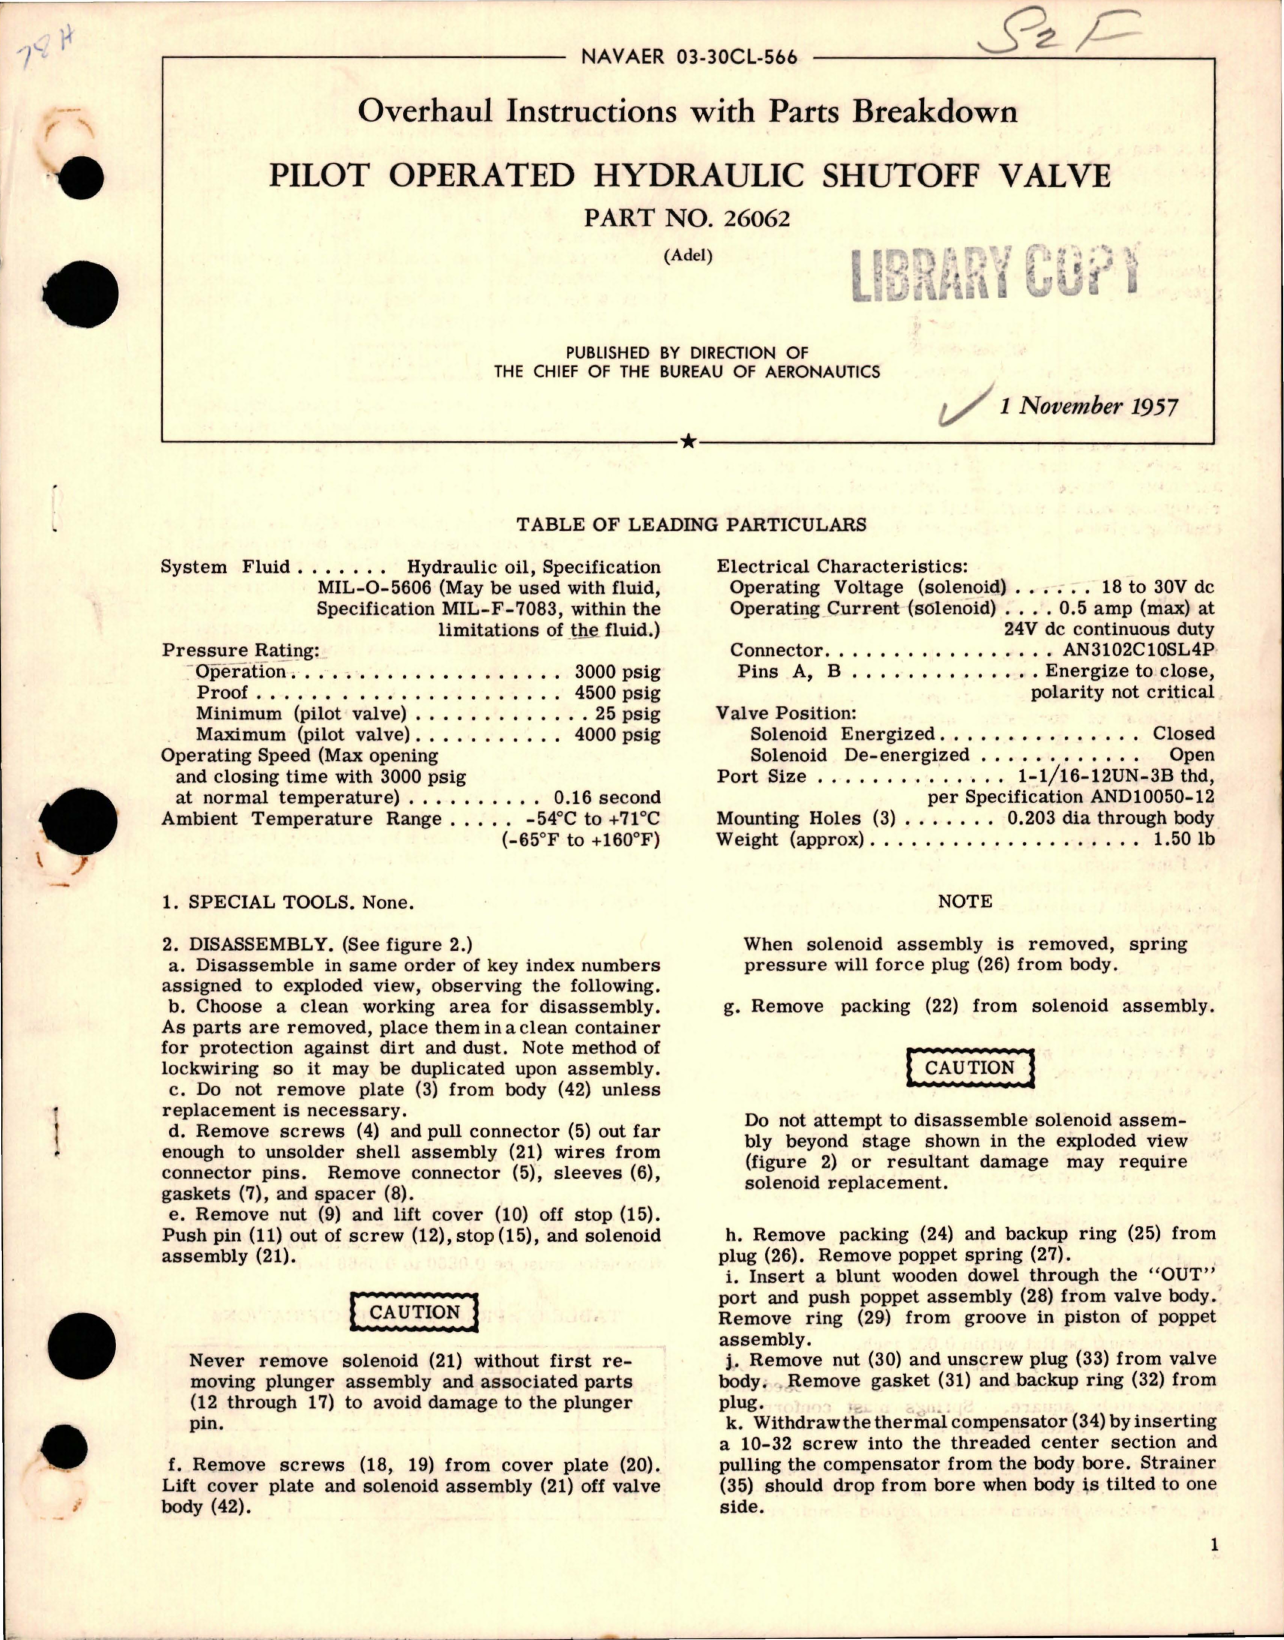 78H
S2F
NAVAER 03-30CL-566
Overhaul Instructions with Parts Breakdown
PILOT OPERATED HYDRAULIC SHUTOFF VALVE
PART NO. 26062
(Adel)
LIBRARY COPY
PUBLISHED BY DIRECTION OF
THE CHIEF OF THE BUREAU OF AERONAUTICS
1 November 1957
TABLE OF LEADING PARTICULARS
System Fluid . . . . . . . Hydraulic oil, Specification
MIL-O-5606 (May be used with fluid,
Specification MIL-F-7083, within the
limitations of the fluid.)
Pressure Rating:
Operation . . . . . . . . . . . . . . . . . . . . 3000 psig
Proof . . . . . . . . . . . . . . . . . . . . . . . 4500 psig
Minimum (pilot valve) . . . . . . . . . . . . . 25 psig
Maximum (pilot valve) . . . . . . . . . . . 4000 psig
Operating Speed (Max opening
and closing time with 3000 psig
at normal temperature) . . . . . . . . . . 0.16 second
Ambient Temperature Range . . . . . -54°C to +71°C
(-65°F to +160°F)
Electrical Characteristics:
Operating Voltage (solenoid) . . . . . . 18 to 30V dc
Operating Current (solenoid) . . . . 0.5 amp (max) at
24V dc continuous duty
Connector. . . . . . . . . . . . . . . . . AN3102C10SL4P
Pins A, B . . . . . . . . . . . . . . Energize to close,
polarity not critical
Valve Position:
Solenoid Energized. . . . . . . . . . . . . . . Closed
Solenoid De-energized . . . . . . . . . . . . Open
Port Size . . . . . . . . . . . . . . 1-1/16-12UN-3B thd,
per Specification AND10050-12
Mounting Holes (3) . . . . . . . 0.203 dia through body
Weight (approx) . . . . . . . . . . . . . . . . . . . . 1.50 lb
1. SPECIAL TOOLS. None.
2. DISASSEMBLY. (See figure 2.)
a. Disassemble in same order of key index numbers
assigned to exploded view, observing the following.
b. Choose a clean working area for disassembly.
As parts are removed, place them in a clean container
for protection against dirt and dust. Note method of
lockwiring so it may be duplicated upon assembly.
c. Do not remove plate (3) from body (42) unless
replacement is necessary.
d. Remove screws (4) and pull connector (5) out far
enough to unsolder shell assembly (21) wires from
connector pins. Remove connector (5), sleeves (6),
gaskets (7), and spacer (8).
e. Remove nut (9) and lift cover (10) off stop (15).
Push pin (11) out of screw (12), stop (15), and solenoid
assembly (21).
CAUTION
Never remove solenoid (21) without first re-
moving plunger assembly and associated parts
(12 through 17) to avoid damage to the plunger
pin.
f. Remove screws (18, 19) from cover plate (20).
Lift cover plate and solenoid assembly (21) off valve
body (42).
NOTE
When solenoid assembly is removed, spring
pressure will force plug (26) from body.
g. Remove packing (22) from solenoid assembly.
CAUTION
Do not attempt to disassemble solenoid assem-
bly beyond stage shown in the exploded view
(figure 2) or resultant damage may require
solenoid replacement.
h. Remove packing (24) and backup ring (25) from
plug (26). Remove poppet spring (27).
i. Insert a blunt wooden dowel through the "OUT"
port and push poppet assembly (28) from valve body.
Remove ring (29) from groove in piston of poppet
assembly.
j. Remove nut (30) and unscrew plug (33) from valve
body. Remove gasket (31) and backup ring (32) from
plug.
k. Withdraw the thermal compensator (34) by inserting
a 10-32 screw into the threaded center section and
pulling the compensator from the body bore. Strainer
(35) should drop from bore when body is tilted to one
side.
1